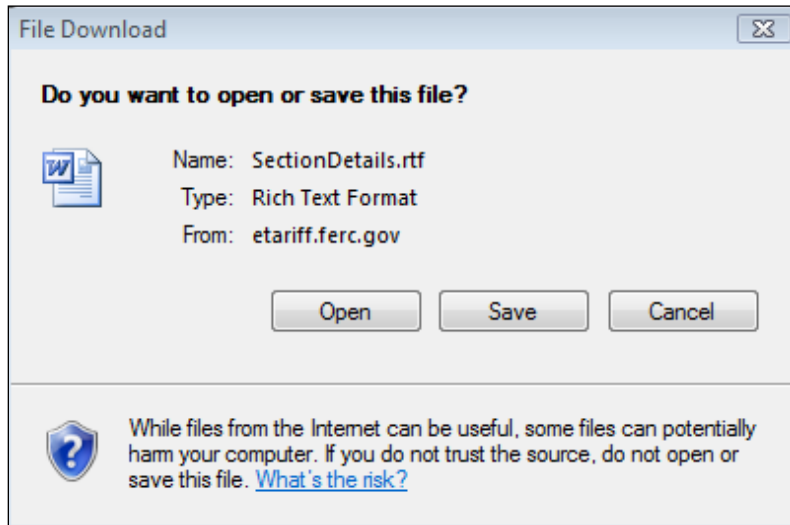 File Download
Do you want to open or save this file?
Name: SectionDetails.rtf
Type: Rich Text Format
From: etariff.ferc.gov
Open Save Cancel
While files from the Internet can be useful, some files can potentially
harm your computer. If you do not trust the source, do not open or
save this file. What's the risk?